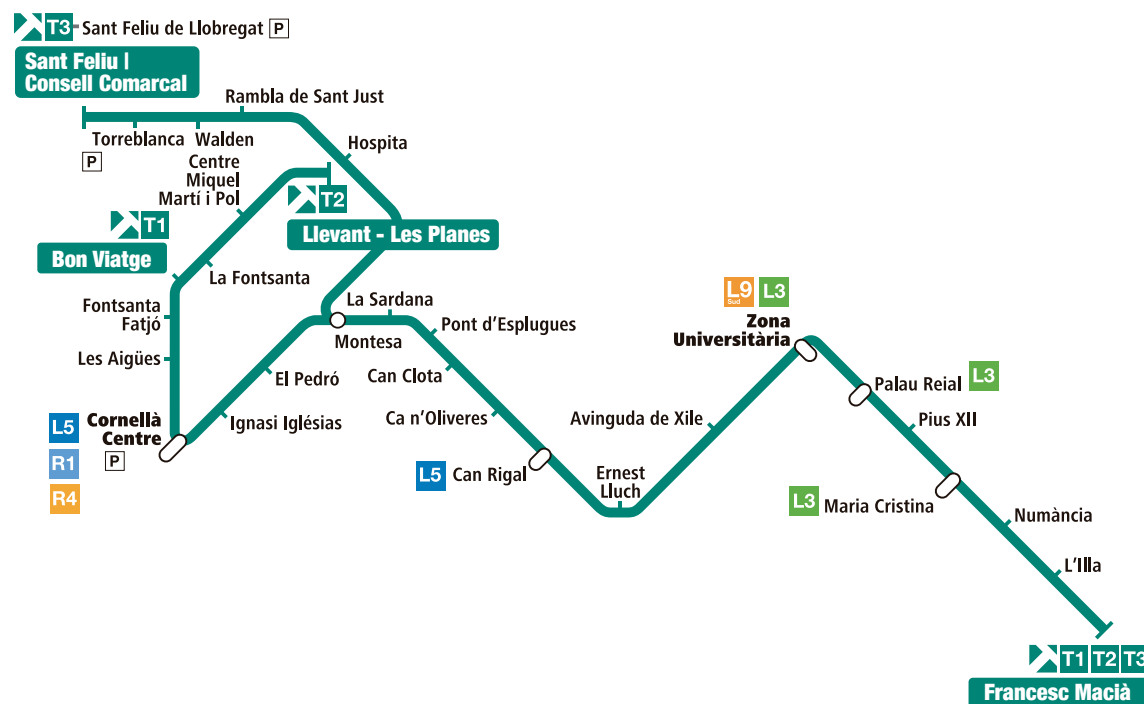 T3 Sant Feliu de Llobregat P
Sant Feliu |
Consell Comarcal
Rambla de Sant Just
Torreblanca
P
Walden
Hospita
Centre
Miquel
Martí i Pol
T2
Llevant - Les Planes
T1
Bon Viatge
La Fontsanta
Fontsanta
Fatjó
Les Aigües
La Sardana
Montesa
Pont d'Esplugues
El Pedró
Can Clota
Ignasi Iglésias
Ca n'Oliveres
L5
R1
R4
Cornellà
Centre
P
L5 Can Rigal
Ernest
Lluch
Avinguda de Xile
L9 L3
Sud
Zona
Universitària
Palau Reial L3
Pius XII
L3 Maria Cristina
Numància
L'Illa
T1 T2 T3
Francesc Macià